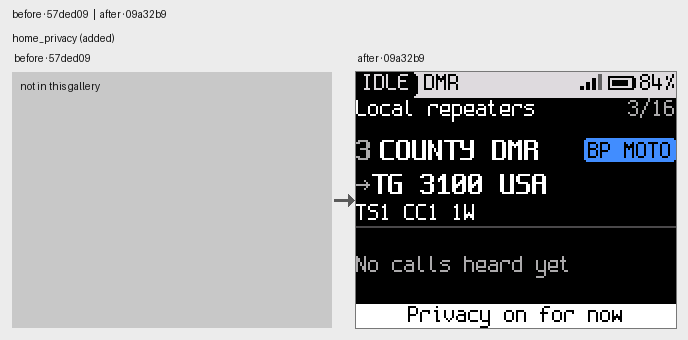 before·57ded09 | after·09a32b9
home_privacy (added)
before·57ded09
after·09a32b9
not in this gallery
IDLE DMR 84%
Local repeaters 3/16
3 COUNTY DMR BP MOTO
→TG 3100 USA
TS1 CC1 1W
No calls heard yet
Privacy on for now